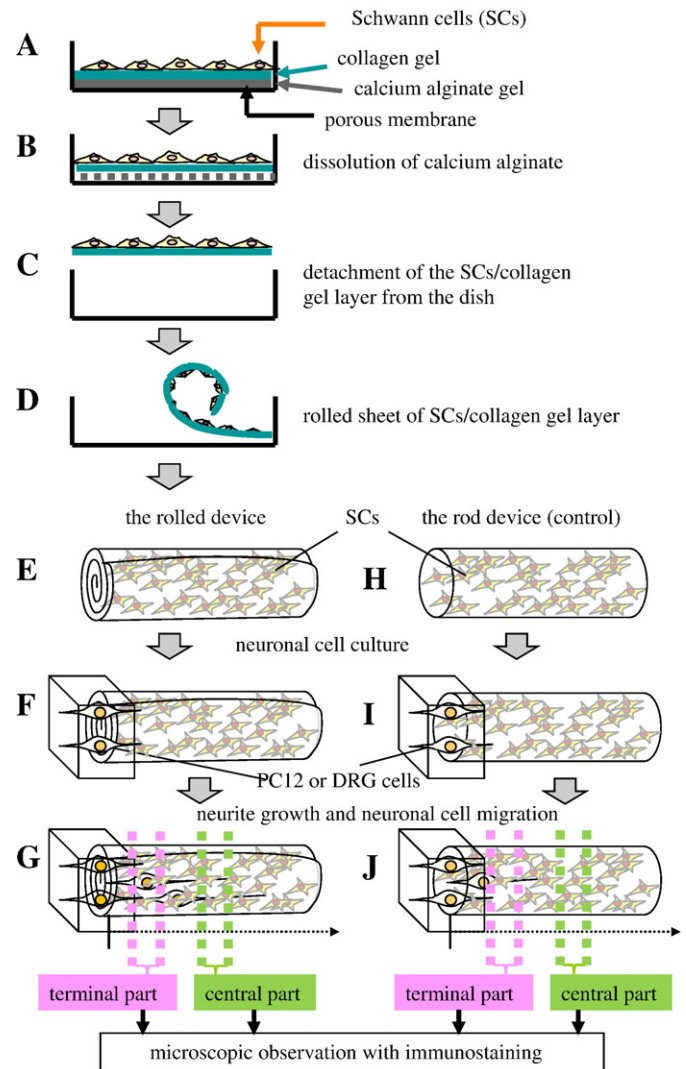 A
Schwann cells (SCs)
collagen gel
calcium alginate gel
porous membrane
B
dissolution of calcium alginate
C
detachment of the SCs/collagen
gel layer from the dish
D
rolled sheet of SCs/collagen gel layer
the rolled device
SCs
the rod device (control)
E
H
neuronal cell culture
F
I
PC12 or DRG cells
neurite growth and neuronal cell migration
G
J
terminal part
central part
terminal part
central part
microscopic observation with immunostaining